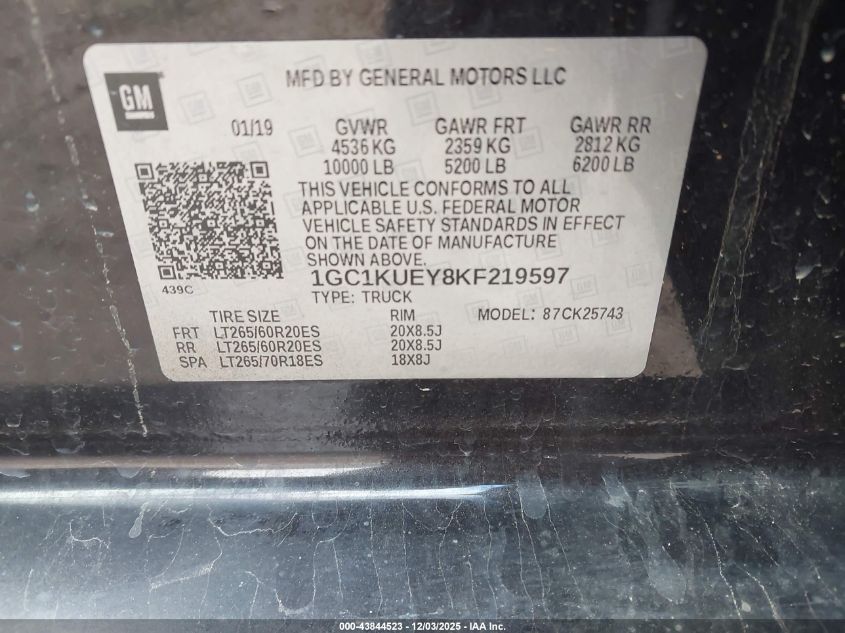 GM
MFD BY GENERAL MOTORS LLC
01/19 GVWR GAWR FRT GAWR RR
4536 KG 2359 KG 2812 KG
10000 LB 5200 LB 6200 LB
THIS VEHICLE CONFORMS TO ALL
APPLICABLE U.S. FEDERAL MOTOR
VEHICLE SAFETY STANDARDS IN EFFECT
ON THE DATE OF MANUFACTURE
SHOWN ABOVE.
439C
1GC1KUEY8KF219597
TYPE: TRUCK
TIRE SIZE RIM MODEL: 87CK25743
FRT LT265/60R20ES 20X8.5J
RR LT265/60R20ES 20X8.5J
SPA LT265/70R18ES 18X8J
000-43844523 - 12/03/2025 - IAA Inc.